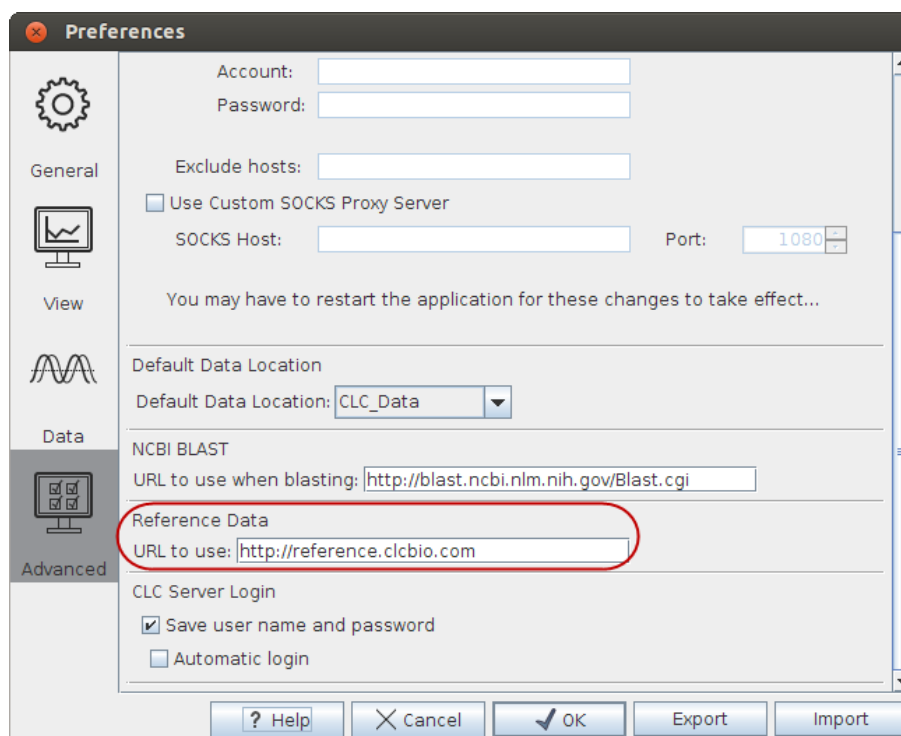 Preferences
General
View
Data
Advanced
Account:
Password:
Exclude hosts:
Use Custom SOCKS Proxy Server
SOCKS Host: Port: 1080
You may have to restart the application for these changes to take effect...
Default Data Location
Default Data Location: CLC_Data
NCBI BLAST
URL to use when blasting: http://blast.ncbi.nlm.nih.gov/Blast.cgi
Reference Data
URL to use: http://reference.clcbio.com
CLC Server Login
Save user name and password
Automatic login
? Help Cancel OK Export Import